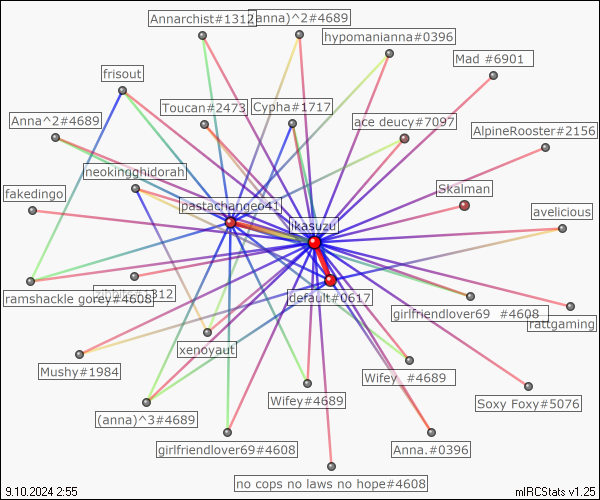 Annarchist#1312
(anna)^2#4689
hypomanianna#0396
Mad #6901
frisout
Toucan#2473
Cypha#1717
ace deucy#7097
Anna^2#4689
AlpineRooster#2156
neokingghidorah
fakedingo
pastachangeo41
Skalman
jkasuzu
avelicious
ramshackle gorey#4608
default#0617
girlfriendlover69 #4608
rattgaming
xenoyaut
Mushy#1984
Wifey #4689
(anna)^3#4689
Wifey#4689
Soxy Foxy#5076
girlfriendlover69#4608
Anna.#0396
no cops no laws no hope#4608
9.10.2024 2:55
mIRCStats v1.25